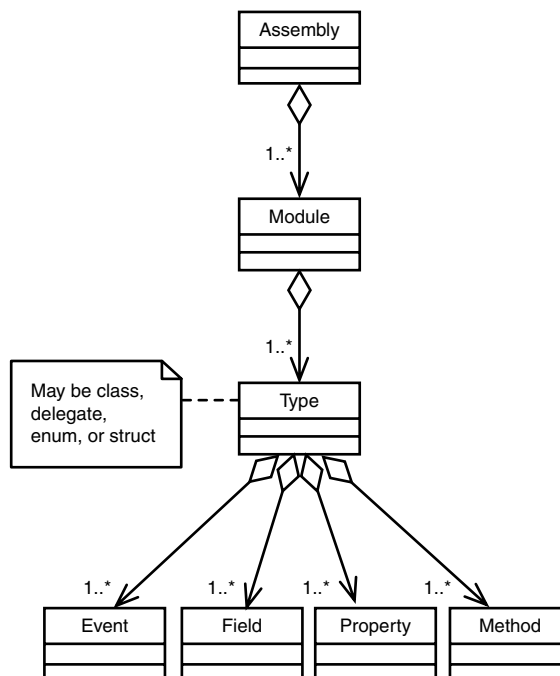 Assembly
1..*
Module
1..*
May be class,
delegate,
enum, or struct
Type
1..*
1..*
1..*
1..*
Event
Field
Property
Method